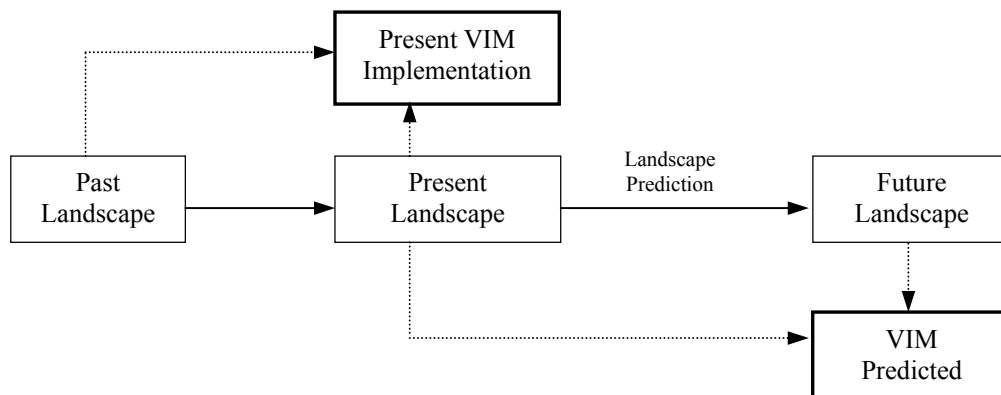 Present VIM
Implementation
Past
Landscape
Present
Landscape
Landscape
Prediction
Future
Landscape
VIM
Predicted